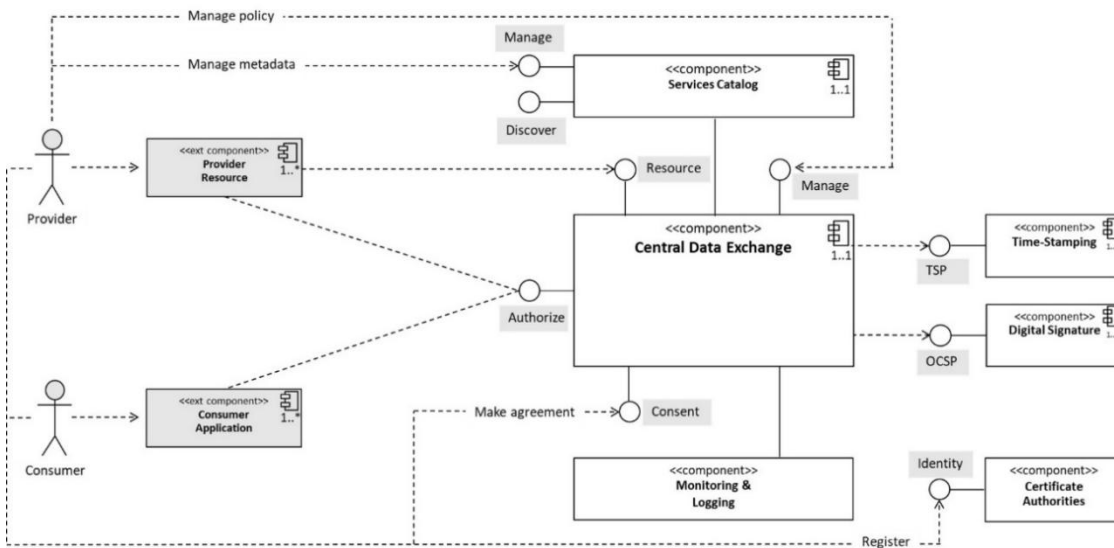 Manage policy
Manage
Manage metadata
<<component>>
Services Catalog
1..1
Discover
<<ext component>>
Provider
Resource
1..*
Resource
Manage
Provider
<<component>>
Central Data Exchange
1..1
<<component>>
Time-Stamping
TSP
Authorize
<<component>>
Digital Signature
OCSP
<<ext component>>
Consumer
Application
1..*
Make agreement
Consent
Consumer
<<component>>
Monitoring &
Logging
Identity
<<component>>
Certificate
Authorities
Register